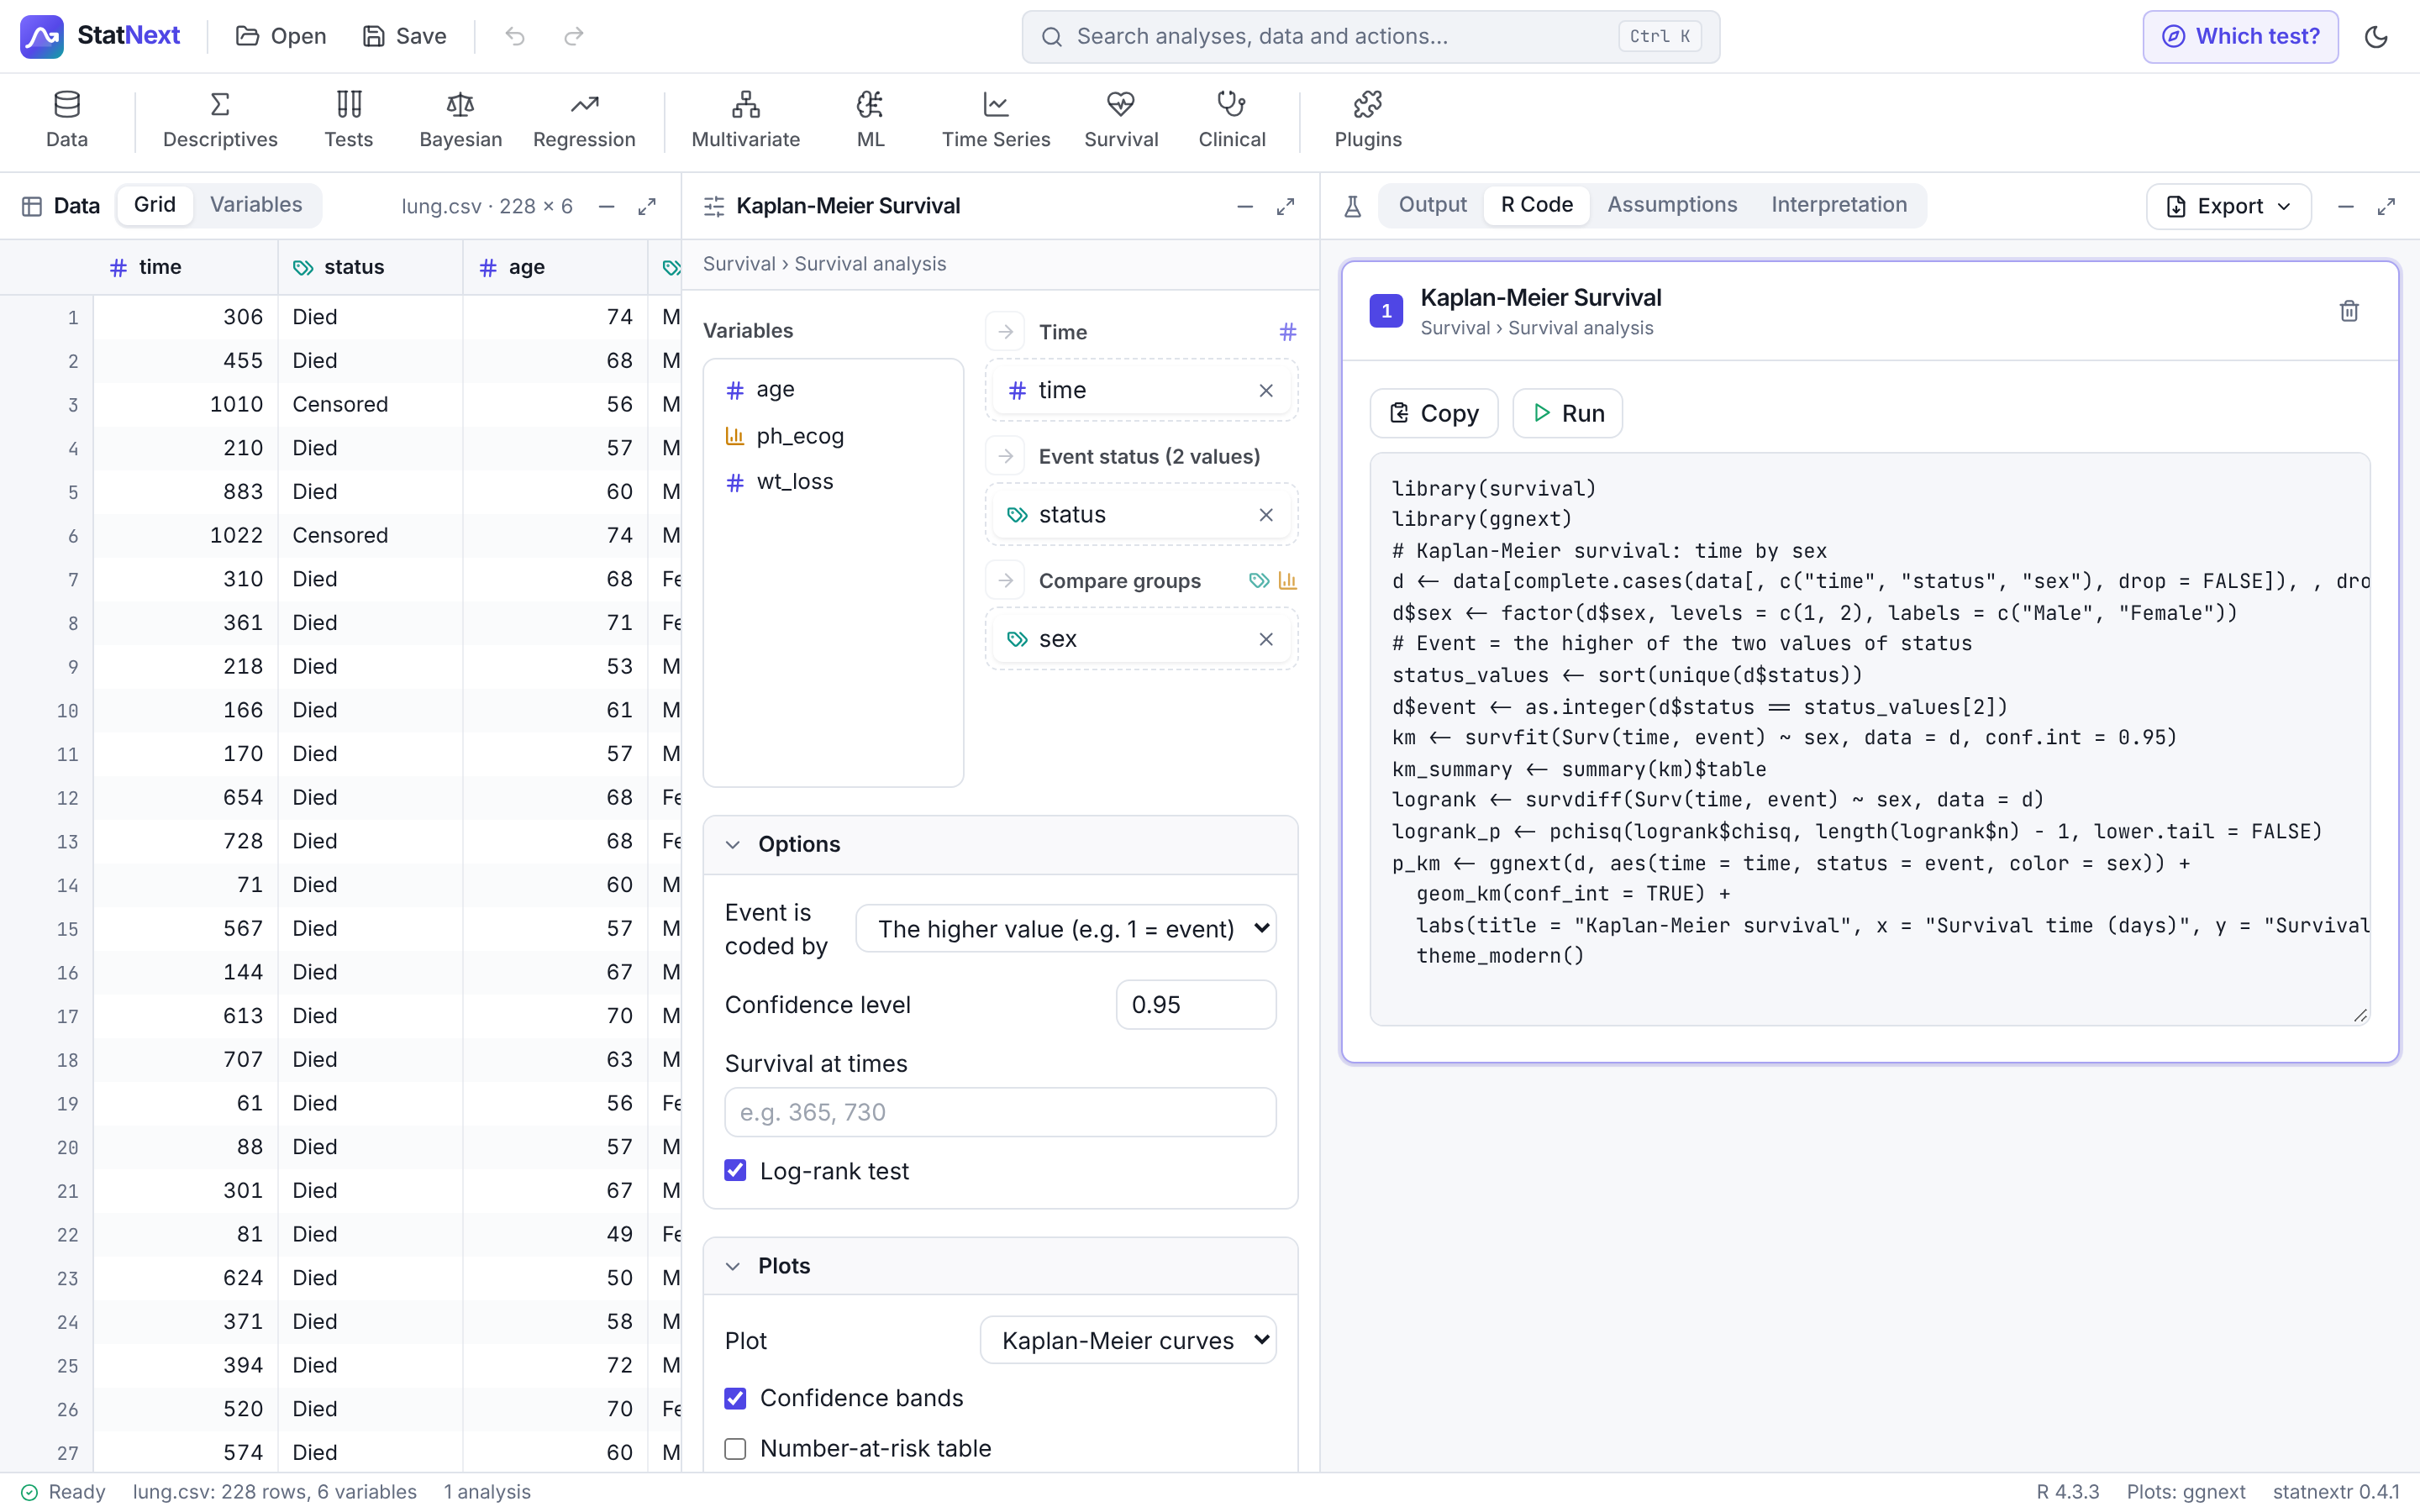 StatNext
Open
Save
Search analyses, data and actions...
Ctrl K
Which test?
Data
Descriptives
Tests
Bayesian
Regression
Multivariate
ML
Time Series
Survival
Clinical
Plugins
Data
Grid
Variables
lung.csv · 228 × 6
time
status
age
1 306 Died 74 M
2 455 Died 68 M
3 1010 Censored 56 M
4 210 Died 57 M
5 883 Died 60 M
6 1022 Censored 74 M
7 310 Died 68 Fe
8 361 Died 71 Fe
9 218 Died 53 M
10 166 Died 61 M
11 170 Died 57 M
12 654 Died 68 Fe
13 728 Died 68 Fe
14 71 Died 60 M
15 567 Died 57 M
16 144 Died 67 M
17 613 Died 70 M
18 707 Died 63 M
19 61 Died 56 Fe
20 88 Died 57 M
21 301 Died 67 M
22 81 Died 49 Fe
23 624 Died 50 M
24 371 Died 58 M
25 394 Died 72 M
26 520 Died 70 Fe
27 574 Died 60 M
Kaplan-Meier Survival
Survival › Survival analysis
Variables
age
ph_ecog
wt_loss
Time
time
Event status (2 values)
status
Compare groups
sex
Options
Event is
coded by
The higher value (e.g. 1 = event)
Confidence level
0.95
Survival at times
e.g. 365, 730
Log-rank test
Plots
Plot
Kaplan-Meier curves
Confidence bands
Number-at-risk table
Output
R Code
Assumptions
Interpretation
Export
1
Kaplan-Meier Survival
Survival › Survival analysis
Copy
Run
library(survival)
library(ggnext)
# Kaplan-Meier survival: time by sex
d <- data[complete.cases(data[, c("time", "status", "sex"), drop = FALSE]), , dro
d$sex <- factor(d$sex, levels = c(1, 2), labels = c("Male", "Female"))
# Event = the higher of the two values of status
status_values <- sort(unique(d$status))
d$event <- as.integer(d$status == status_values[2])
km <- survfit(Surv(time, event) ~ sex, data = d, conf.int = 0.95)
km_summary <- summary(km)$table
logrank <- survdiff(Surv(time, event) ~ sex, data = d)
logrank_p <- pchisq(logrank$chisq, length(logrank$n) - 1, lower.tail = FALSE)
p_km <- ggnext(d, aes(time = time, status = event, color = sex)) +
  geom_km(conf_int = TRUE) +
  labs(title = "Kaplan-Meier survival", x = "Survival time (days)", y = "Survival
  theme_modern()
Ready
lung.csv: 228 rows, 6 variables
1 analysis
R 4.3.3
Plots: ggnext
statnextr 0.4.1